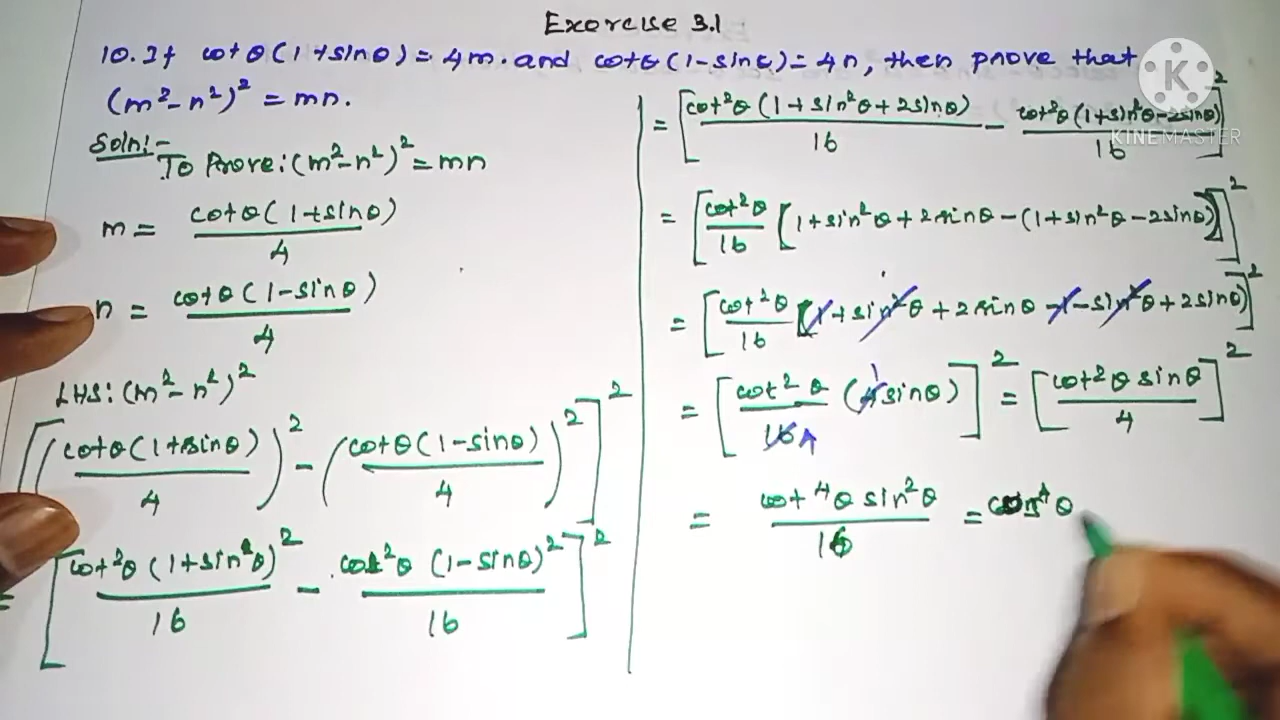 Exercise 3.1
10. If cotθ(1+sinθ)=4m. and cotθ(1-sinθ)=4n, then prove that
(m²-n²)²=mn.
Soln:-
To Prove: (m²-n²)²=mn
m = cotθ(1+sinθ)/4
n = cotθ(1-sinθ)/4
LHS: (m²-n²)²
[(cotθ(1+sinθ)/4)² - (cotθ(1-sinθ)/4)²]²
= [cot²θ(1+sin²θ)²/16 - cot²θ(1-sinθ)²/16]²
= [cot²θ(1+sin²θ+2sinθ)/16 - cot²θ(1+sin²θ-2sinθ)/16]²
= [cot²θ/16 [1+sin²θ+2sinθ-(1+sin²θ-2sinθ)]]²
= [cot²θ/16 [1+sin²θ+2sinθ-1-sin²θ+2sinθ)]²
= [cot²θ/16 (4sinθ)]² = [cot²θ sinθ/4]²
= cot⁴θ sin²θ/16 = cos⁴θ
K
KINEMASTER